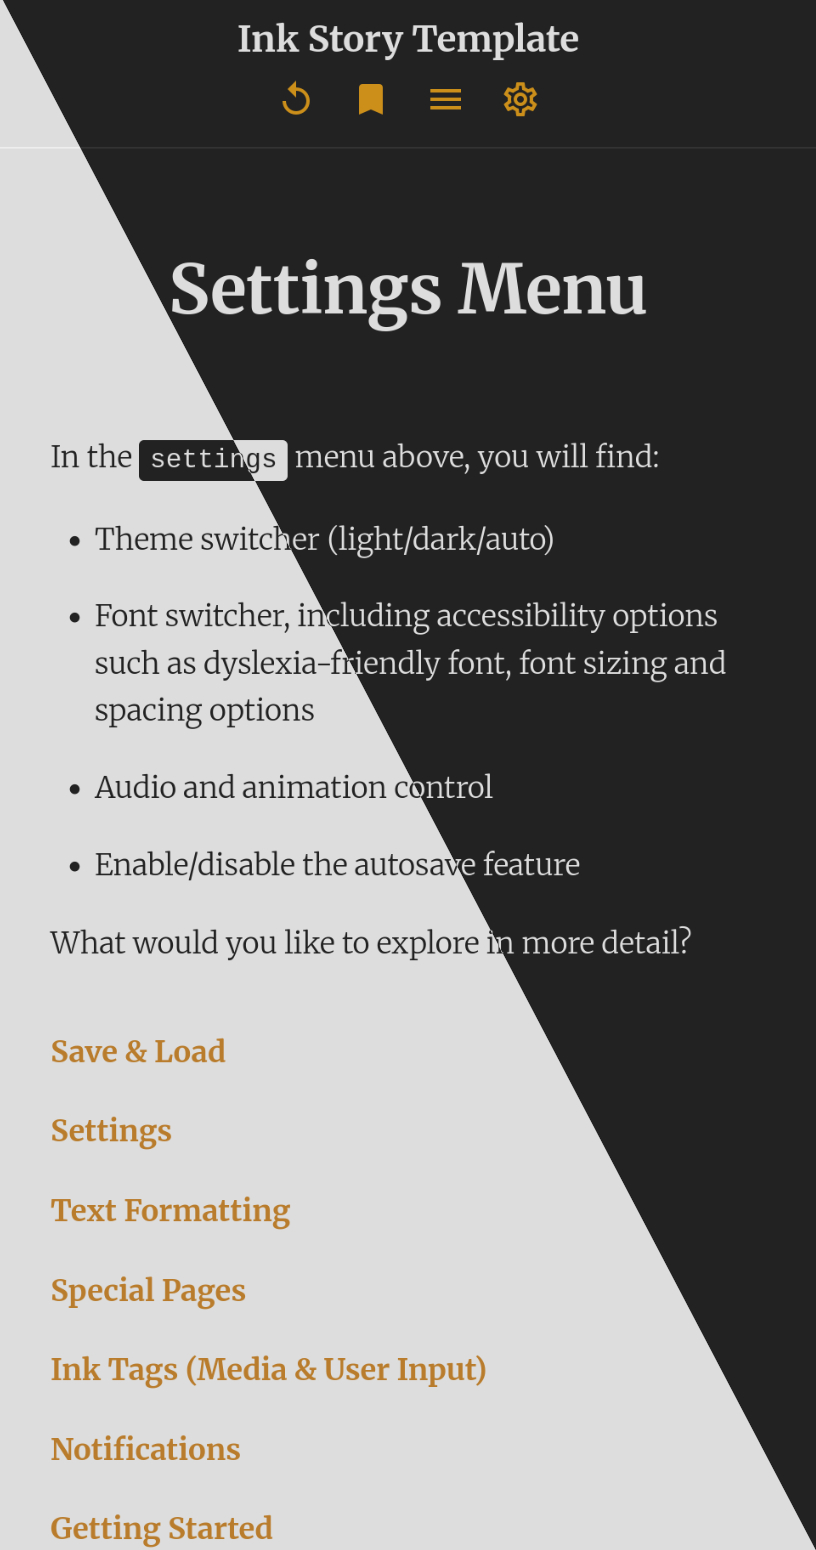 Ink Story Template
Settings Menu
In the settings menu above, you will find:
• Theme switcher (light/dark/auto)
• Font switcher, including accessibility options
such as dyslexia-friendly font, font sizing and
spacing options
• Audio and animation control
• Enable/disable the autosave feature
What would you like to explore in more detail?
Save & Load
Settings
Text Formatting
Special Pages
Ink Tags (Media & User Input)
Notifications
Getting Started